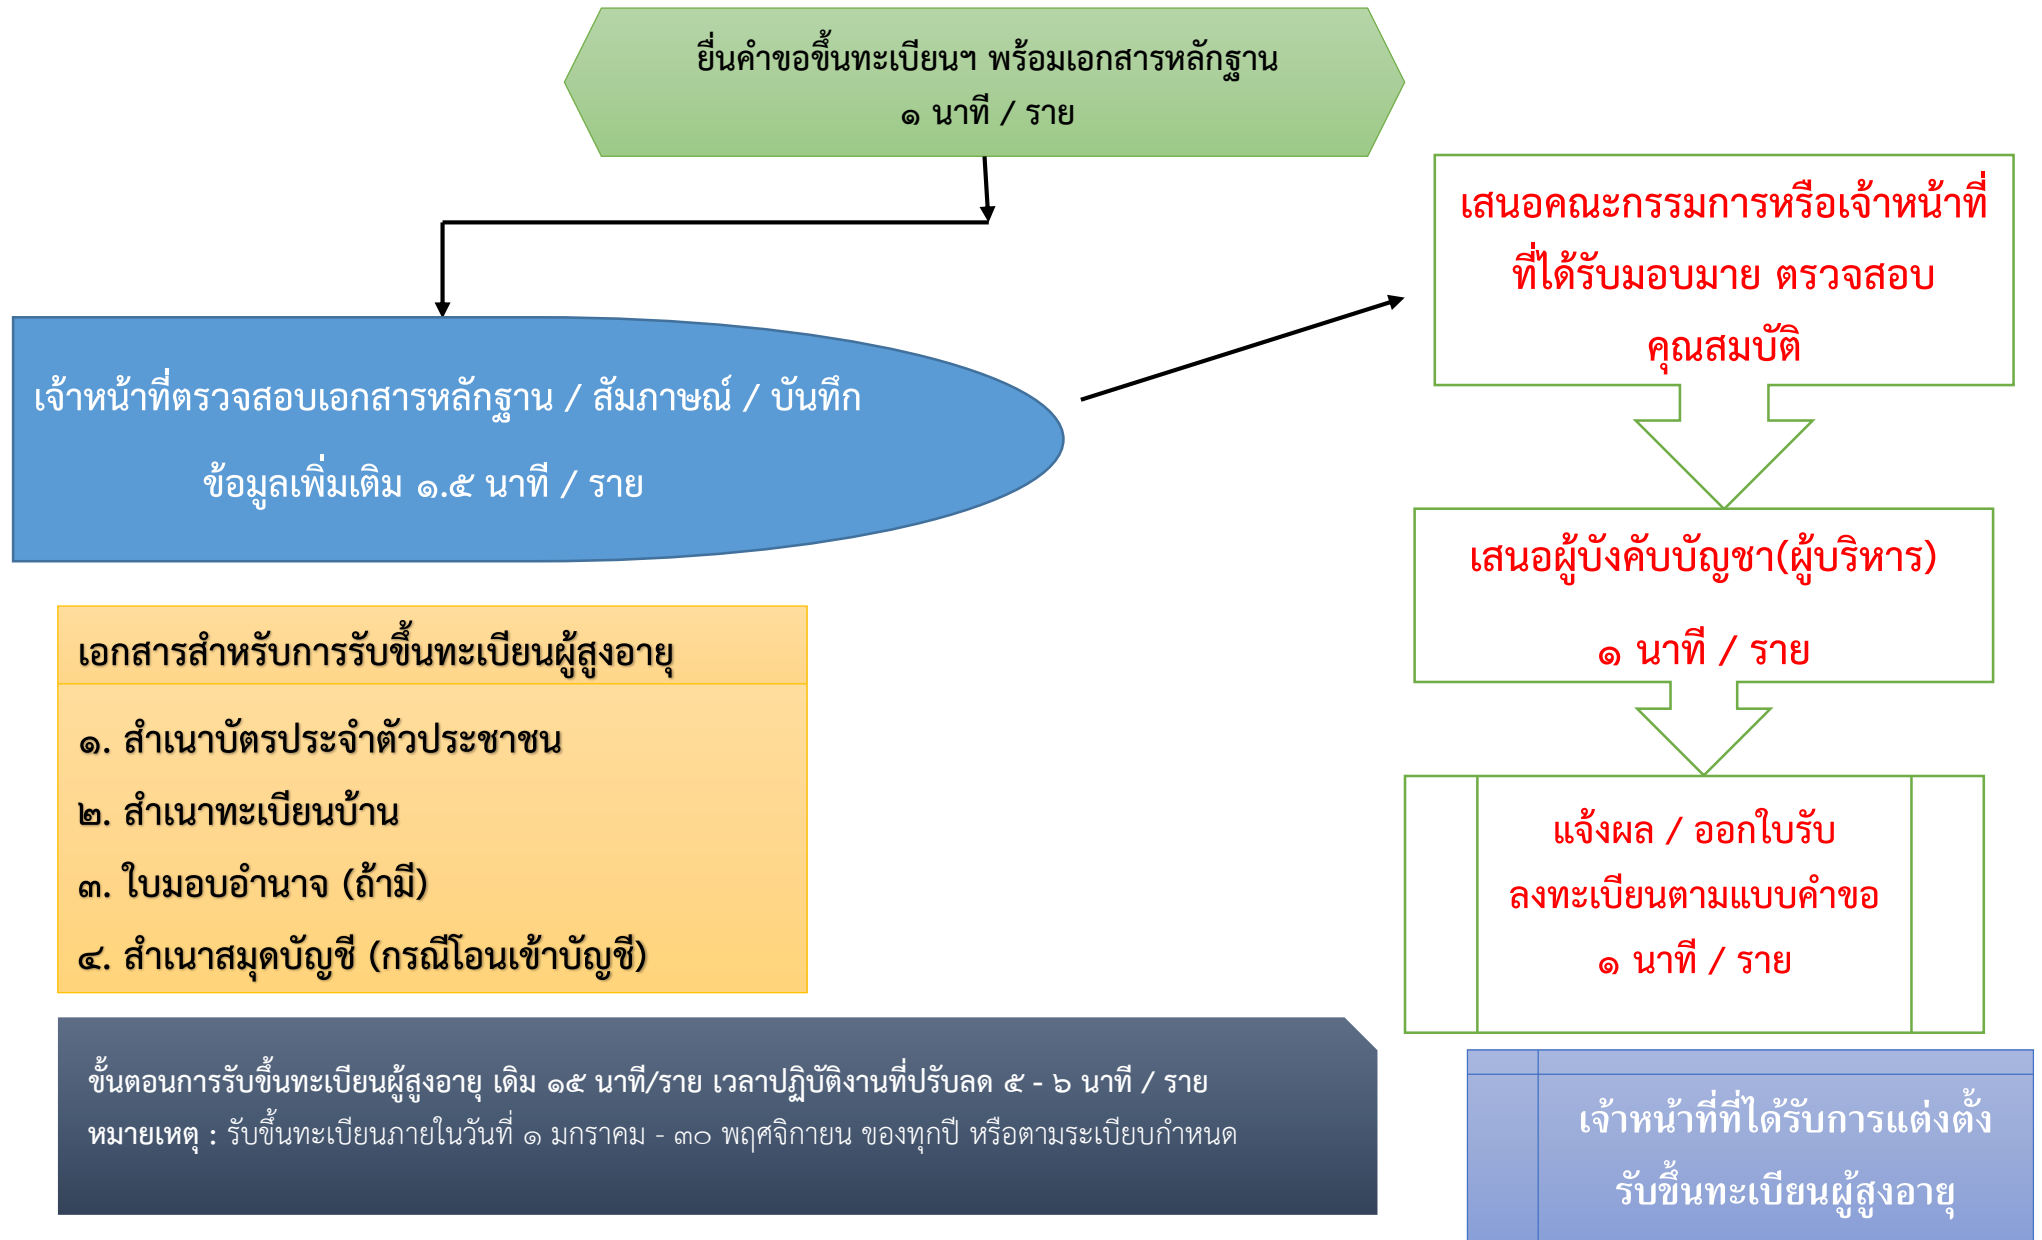 ยื่นคำขอขึ้นทะเบียนฯ พร้อมเอกสารหลักฐาน
๑ นาที / ราย
เจ้าหน้าที่ตรวจสอบเอกสารหลักฐาน / สัมภาษณ์ / บันทึก
ข้อมูลเพิ่มเติม ๑.๕ นาที / ราย
เสนอคณะกรรมการหรือเจ้าหน้าที่
ที่ได้รับมอบมาย ตรวจสอบ
คุณสมบัติ
เสนอผู้บังคับบัญชา(ผู้บริหาร)
๑ นาที / ราย
แจ้งผล / ออกใบรับ
ลงทะเบียนตามแบบคำขอ
๑ นาที / ราย
เอกสารสำหรับการรับขึ้นทะเบียนผู้สูงอายุ
๑. สำเนาบัตรประจำตัวประชาชน
๒. สำเนาทะเบียนบ้าน
๓. ใบมอบอำนาจ (ถ้ามี)
๔. สำเนาสมุดบัญชี (กรณีโอนเข้าบัญชี)
ขั้นตอนการรับขึ้นทะเบียนผู้สูงอายุ เดิม ๑๕ นาที/ราย เวลาปฏิบัติงานที่ปรับลด ๕ - ๖ นาที / ราย
หมายเหตุ : รับขึ้นทะเบียนภายในวันที่ ๑ มกราคม - ๓๐ พฤศจิกายน ของทุกปี หรือตามระเบียบกำหนด
เจ้าหน้าที่ที่ได้รับการแต่งตั้ง
รับขึ้นทะเบียนผู้สูงอายุ